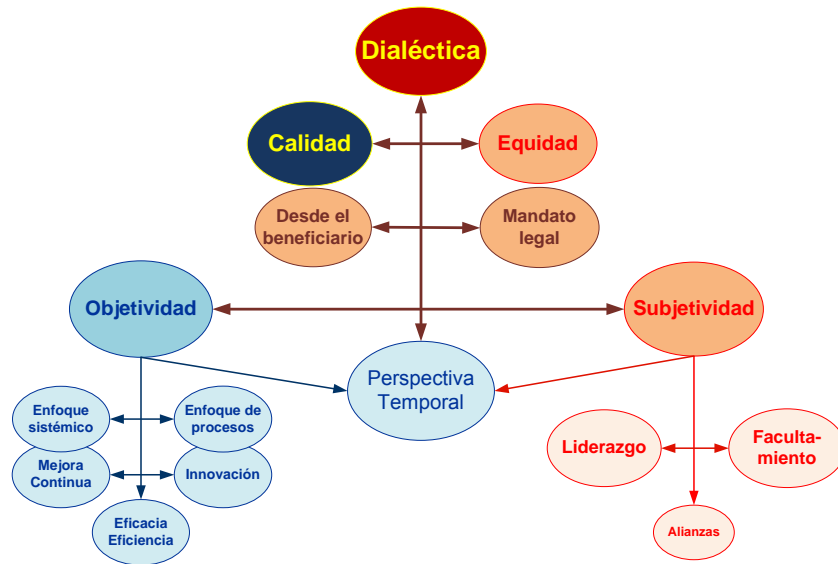 Dialéctica
Calidad
Equidad
Desde el
beneficiario
Mandato
legal
Objetividad
Subjetividad
Perspectiva
Temporal
Enfoque
sistémico
Enfoque de
procesos
Mejora
Continua
Innovación
Eficacia
Eficiencia
Liderazgo
Faculta-
miento
Alianzas